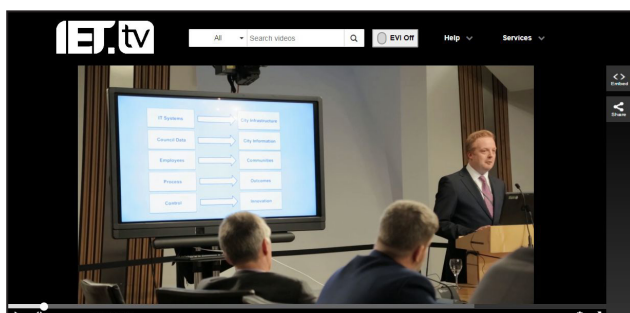 IET.tv
All
Search videos
EVI Off
Help
Services
Embed
Share
IT Systems
City Infrastructure
Council Data
City Information
Employees
Communities
Process
Outcome
Control
Innovation